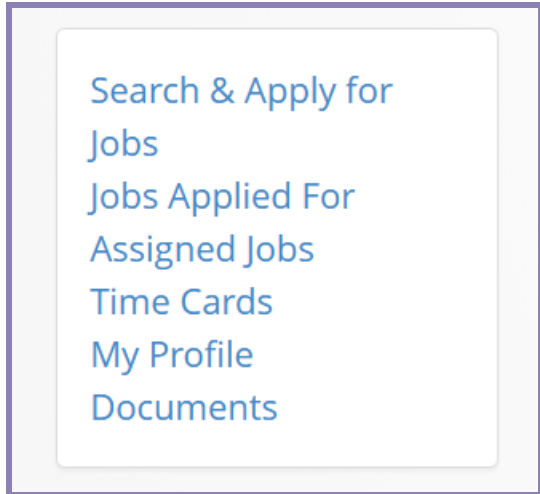 Search & Apply for
Jobs
Jobs Applied For
Assigned Jobs
Time Cards
My Profile
Documents